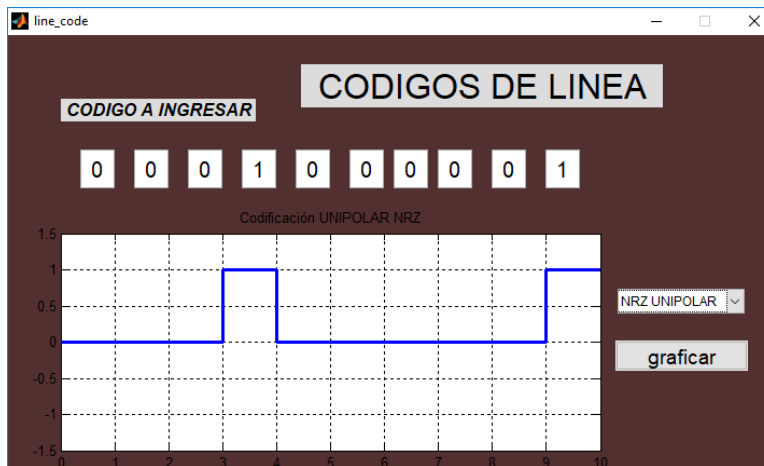 line_code
CODIGOS DE LINEA
CODIGO A INGRESAR
0 0 0 1 0 0 0 0 0 1
Codificación UNIPOLAR NRZ
1.5
1
0.5
0
-0.5
-1
-1.5
0 1 2 3 4 5 6 7 8 9 10
NRZ UNIPOLAR
graficar